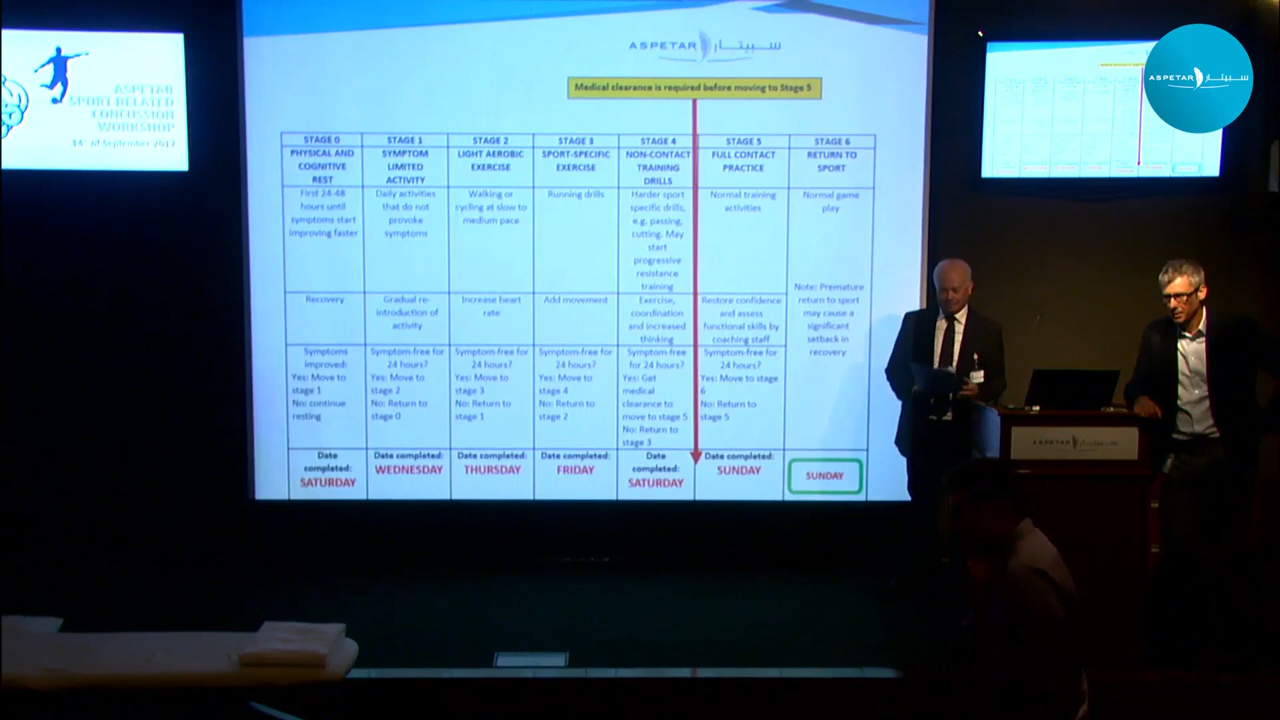 ASPETAR
SPORT RELATED
CONCUSSION
WORKSHOP
14th of September 2017
ASPETAR سبيتار
Medical clearance is required before moving to Stage 5
STAGE 0
PHYSICAL AND
COGNITIVE
REST
First 24-48
hours until
symptoms start
improving faster
Recovery
Symptoms
improved:
Yes: Move to
stage 1
No: continue
resting
Date
completed:
SATURDAY
STAGE 1
SYMPTOM
LIMITED
ACTIVITY
Daily activities
that do not
provoke
symptoms
Gradual re-
introduction of
activity
Symptom-free for
24 hours?
Yes: Move to
stage 2
No: Return to
stage 0
Date completed:
WEDNESDAY
STAGE 2
LIGHT AEROBIC
EXERCISE
Walking or
cycling at slow to
medium pace
Increase heart
rate
Symptom-free for
24 hours?
Yes: Move to
stage 3
No: Return to
stage 1
Date completed:
THURSDAY
STAGE 3
SPORT-SPECIFIC
EXERCISE
Running drills
Add movement
Symptom-free for
24 hours?
Yes: Move to
stage 4
No: Return to
stage 2
Date completed:
FRIDAY
STAGE 4
NON-CONTACT
TRAINING
DRILLS
Harder sport
specific drills,
e.g. passing,
cutting. May
start
progressive
resistance
training
Exercise,
coordination
and increased
thinking
Symptom-free
for 24 hours?
Yes: Get
medical
clearance to
move to stage 5
No: Return to
stage 3
Date
completed:
SATURDAY
STAGE 5
FULL CONTACT
PRACTICE
Normal training
activities
Restore confidence
and assess
functional skills by
coaching staff
Symptom-free for
24 hours?
Yes: Move to stage
6
No: Return to
stage 5
Date completed:
SUNDAY
STAGE 6
RETURN TO
SPORT
Normal game
play
Note: Premature
return to sport
may cause a
significant
setback in
recovery
SUNDAY
ASPETAR سبيتار
ASPETAR سبيتار